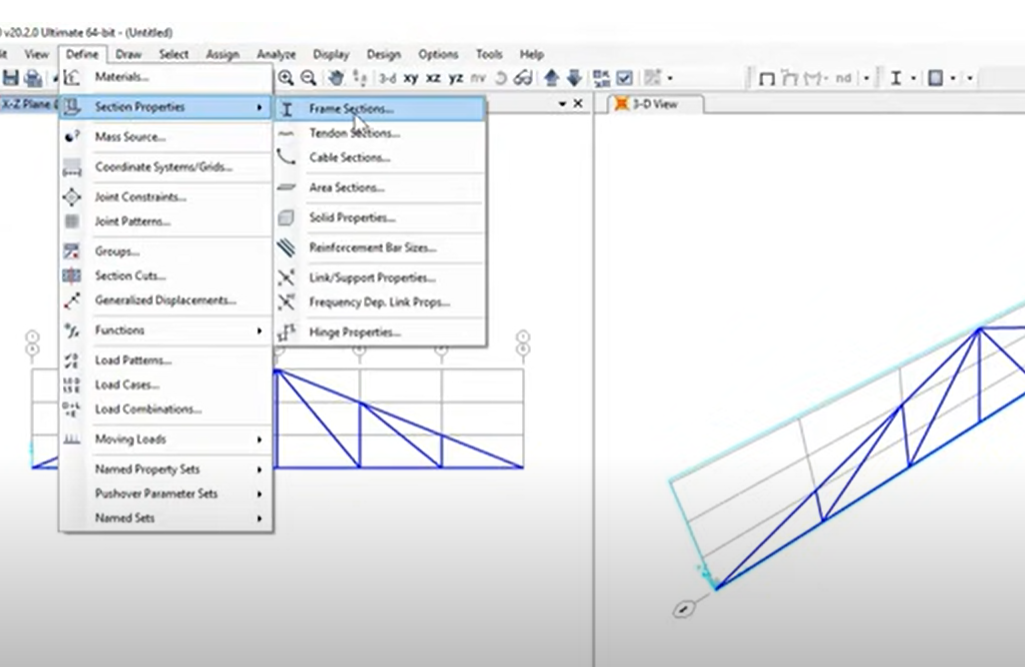 v20.2.0 Ultimate 64-bit - (Untitled)
it View Define Draw Select Assign Analyze Display Design Options Tools Help
3-d xy xz yz nv nd
X-Z Plane
3-D View
Materials...
Section Properties
Mass Source...
Coordinate Systems/Grids...
Joint Constraints...
Joint Patterns...
Groups...
Section Cuts...
Generalized Displacements...
Functions
Load Patterns...
Load Cases...
Load Combinations...
Moving Loads
Named Property Sets
Pushover Parameter Sets
Named Sets
Frame Sections...
Tendon Sections...
Cable Sections...
Area Sections...
Solid Properties...
Reinforcement Bar Sizes...
Link/Support Properties...
Frequency Dep. Link Props...
Hinge Properties...